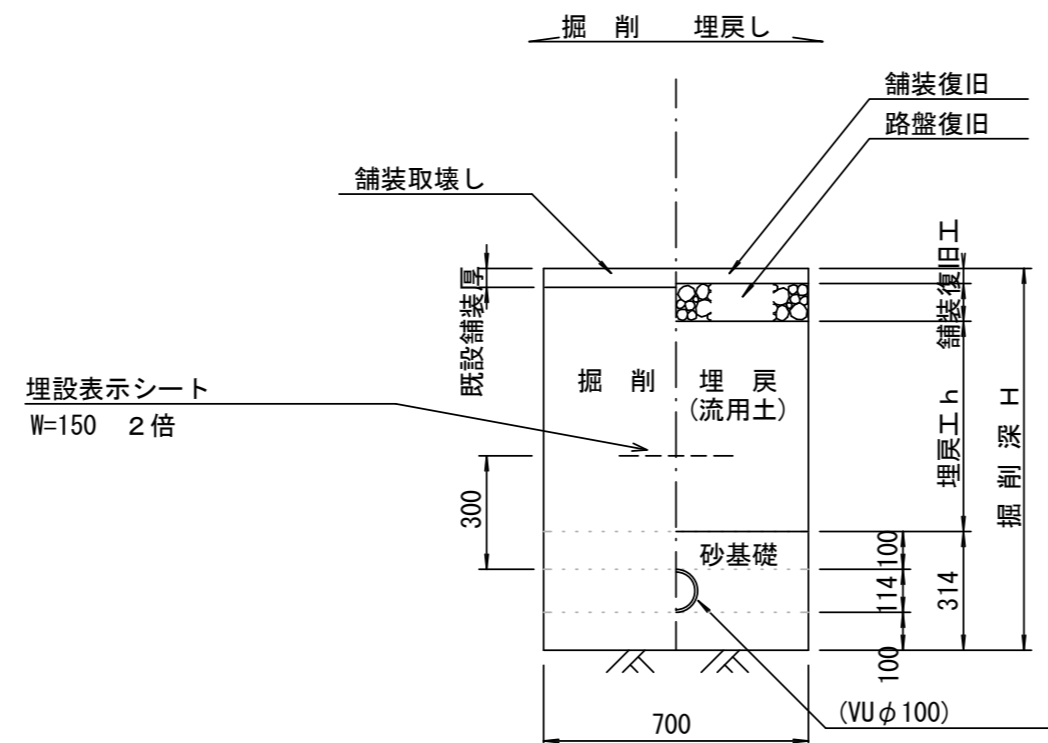 掘　削　　埋戻し
舗装復旧
路盤復旧
舗装取壊し
既設舗装厚
舗装復旧工
掘　削
埋　戻
(流用土)
埋設表示シート
W=150　２倍
埋戻工ｈ
掘 削 深 Ｈ
300
砂基礎
100
114
100
314
(VUφ100)
700